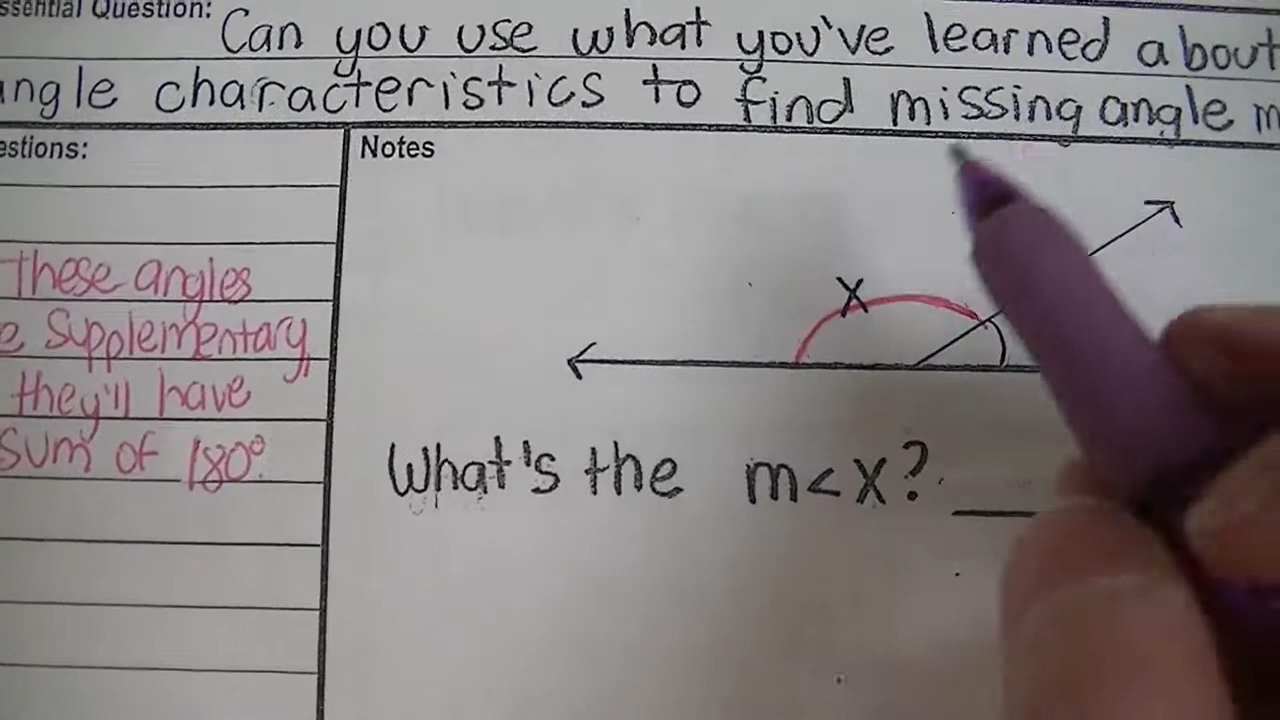 ssential Question: Can you use what you've learned about
ngle characteristics to find missing angle m
estions:
Notes
these angles
e supplementary,
they'll have
sum of 180°.
X
What's the m<x?